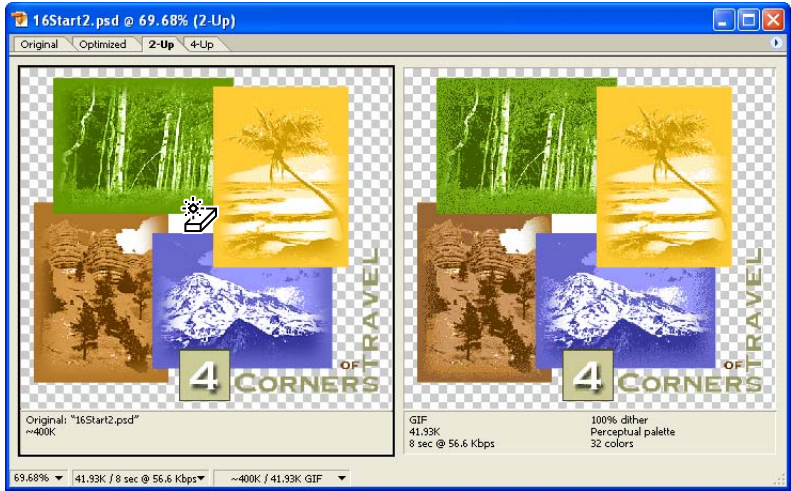 16Start2.psd @ 69.68% (2-Up)
Original Optimized 2-Up 4-Up
4 CORNERS
OF TRAVEL
4 CORNERS
OF TRAVEL
Original: "16Start2.psd"
~400K
GIF 100% dither
41.93K Perceptual palette
8 sec @ 56.6 Kbps 32 colors
69.68% 41.93K / 8 sec @ 56.6 Kbps ~400K / 41.93K GIF